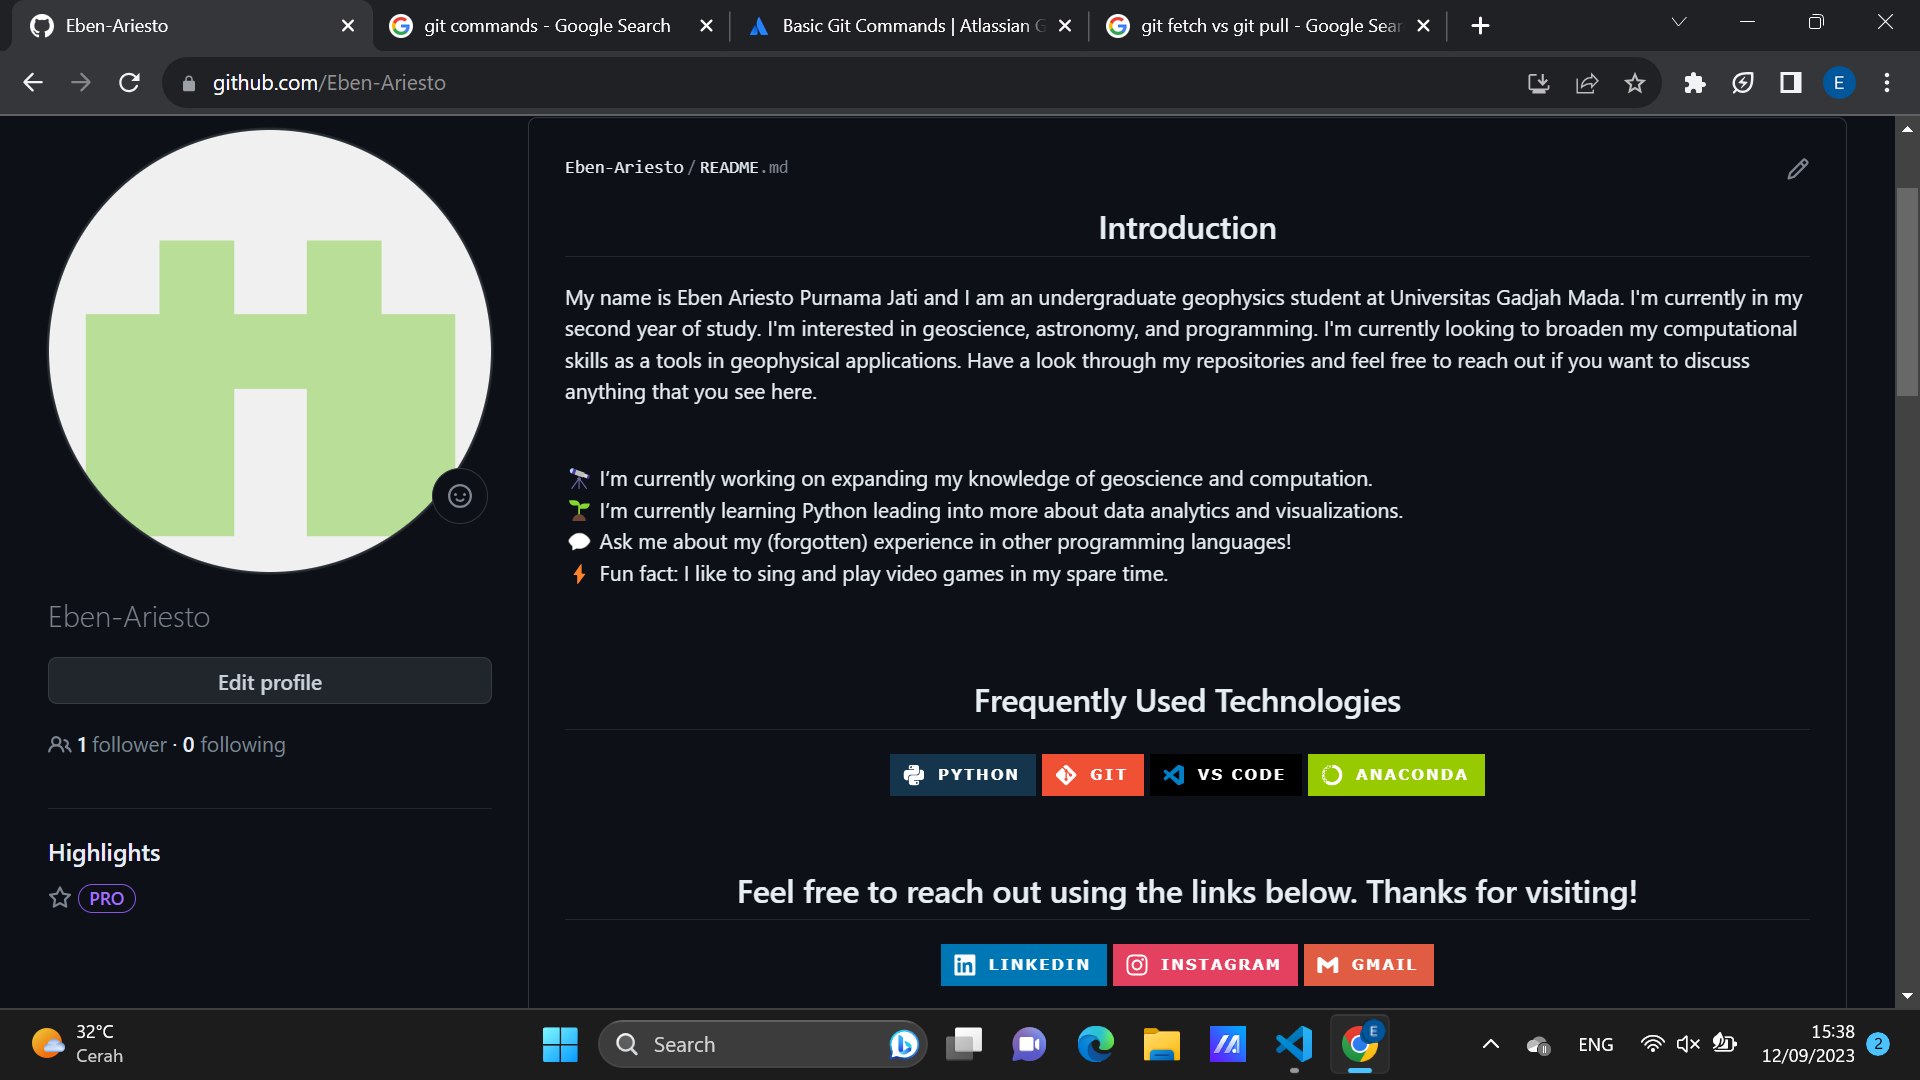 Eben-Ariesto
git commands - Google Search
Basic Git Commands | Atlassian G
git fetch vs git pull - Google Sear
github.com/Eben-Ariesto
E
Eben-Ariesto/README.md
Introduction
My name is Eben Ariesto Purnama Jati and I am an undergraduate geophysics student at Universitas Gadjah Mada. I'm currently in my
second year of study. I'm interested in geoscience, astronomy, and programming. I'm currently looking to broaden my computational
skills as a tools in geophysical applications. Have a look through my repositories and feel free to reach out if you want to discuss
anything that you see here.
🔭 I’m currently working on expanding my knowledge of geoscience and computation.
🌱 I’m currently learning Python leading into more about data analytics and visualizations.
💬 Ask me about my (forgotten) experience in other programming languages!
⚡ Fun fact: I like to sing and play video games in my spare time.
Eben-Ariesto
Edit profile
1 follower · 0 following
Highlights
PRO
Frequently Used Technologies
PYTHON GIT VS CODE ANACONDA
Feel free to reach out using the links below. Thanks for visiting!
LINKEDIN INSTAGRAM GMAIL
32°C
Cerah
Search
E
ENG
15:38
12/09/2023
2